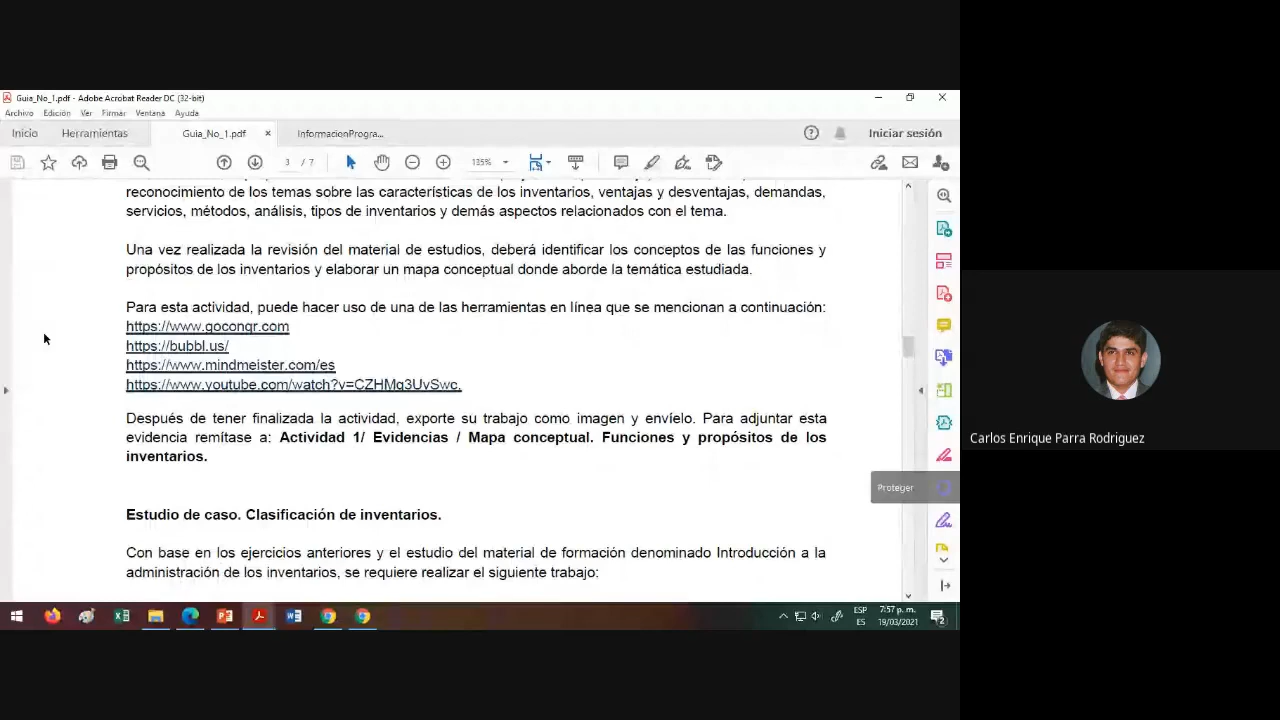 Guia_No_1.pdf - Adobe Acrobat Reader DC (32-bit)
Archivo Edición Ver Firmar Ventana Ayuda
Inicio Herramientas Guia_No_1.pdf × InformacionProgra... Iniciar sesión
3 / 7 135%
reconocimiento de los temas sobre las características de los inventarios, ventajas y desventajas, demandas,
servicios, métodos, análisis, tipos de inventarios y demás aspectos relacionados con el tema.
Una vez realizada la revisión del material de estudios, deberá identificar los conceptos de las funciones y
propósitos de los inventarios y elaborar un mapa conceptual donde aborde la temática estudiada.
Para esta actividad, puede hacer uso de una de las herramientas en línea que se mencionan a continuación:
https://www.goconqr.com
https://bubbl.us/
https://www.mindmeister.com/es
https://www.youtube.com/watch?v=CZHMq3UvSwc.
Después de tener finalizada la actividad, exporte su trabajo como imagen y envíelo. Para adjuntar esta
evidencia remítase a: Actividad 1/ Evidencias / Mapa conceptual. Funciones y propósitos de los
inventarios.
Proteger
Estudio de caso. Clasificación de inventarios.
Con base en los ejercicios anteriores y el estudio del material de formación denominado Introducción a la
administración de los inventarios, se requiere realizar el siguiente trabajo:
ESP
ES
7:57 p. m.
19/03/2021
2
Carlos Enrique Parra Rodriguez